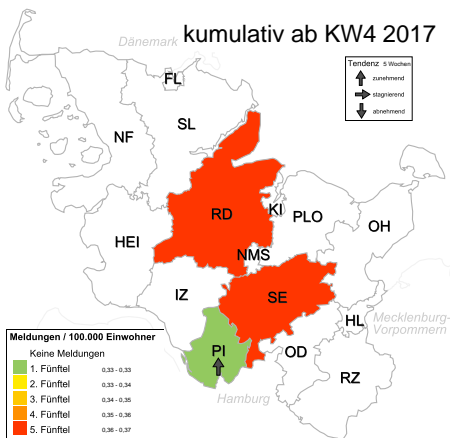 kumulativ ab KW4 2017
Dänemark
Tendenz 5 Wochen
zunehmend
stagnierend
abnehmend
FL
SL
NF
RD
KI
PLO
OH
HEI
NMS
IZ
SE
HL
Mecklenburg-
Vorpommern
PI
OD
RZ
Hamburg
Meldungen / 100.000 Einwohner
Keine Meldungen
1. Fünftel 0,33 - 0,33
2. Fünftel 0,33 - 0,34
3. Fünftel 0,34 - 0,35
4. Fünftel 0,35 - 0,36
5. Fünftel 0,36 - 0,37